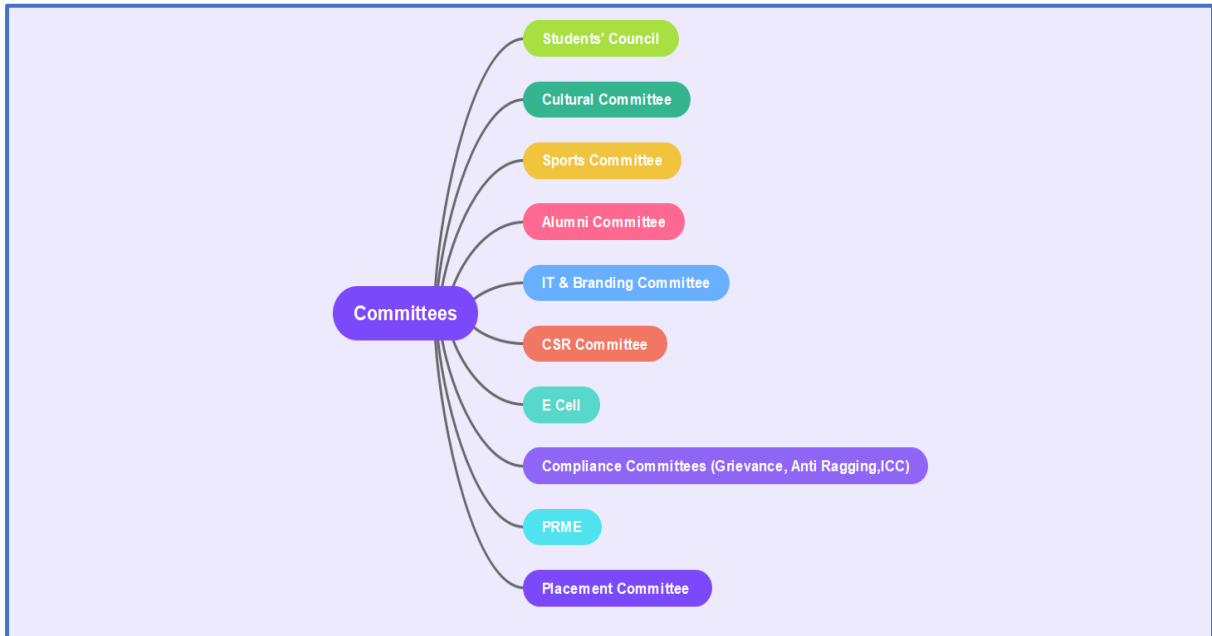 Students' Council
Cultural Committee
Sports Committee
Alumni Committee
IT & Branding Committee
Committees
CSR Committee
E Cell
Compliance Committees (Grievance, Anti Ragging,ICC)
PRME
Placement Committee